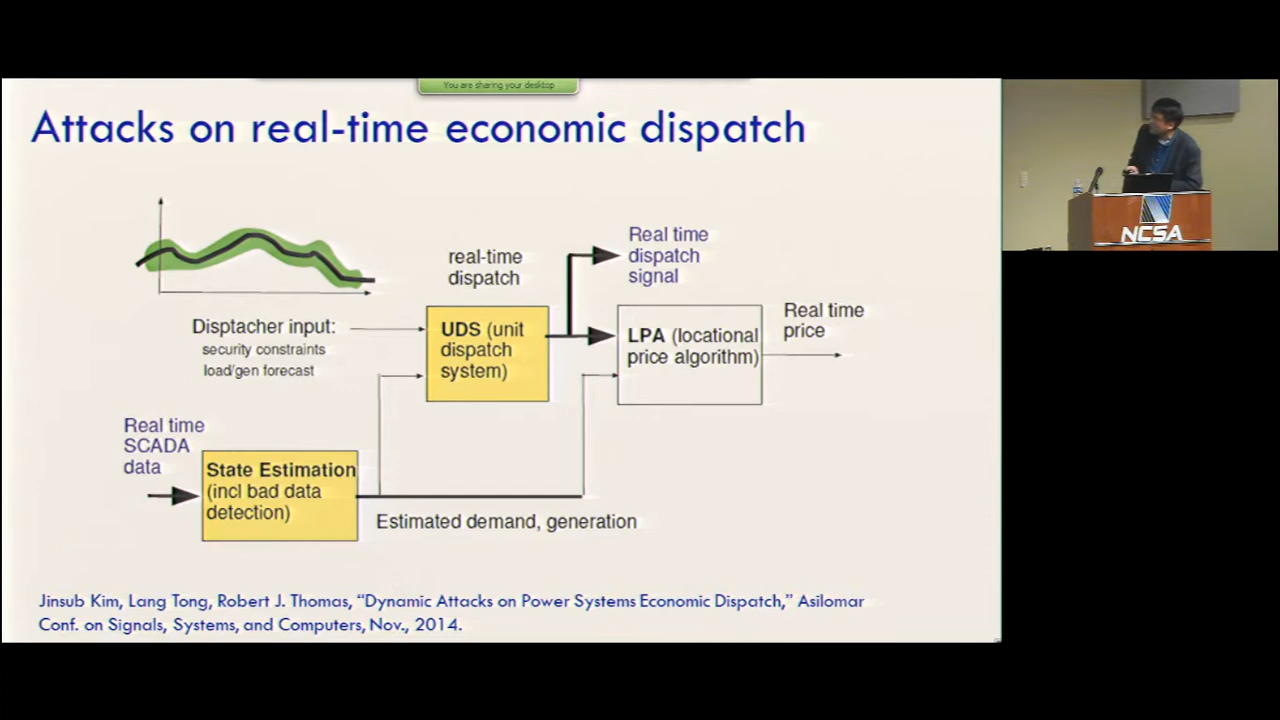 You are sharing your desktop
Attacks on real-time economic dispatch
real-time
dispatch
Real time
dispatch
signal
Disptacher input:
security constraints
load/gen forecast
UDS (unit
dispatch
system)
LPA (locational
price algorithm)
Real time
price
Real time
SCADA
data
State Estimation
(incl bad data
detection)
Estimated demand, generation
Jinsub Kim, Lang Tong, Robert J. Thomas, “Dynamic Attacks on Power Systems Economic Dispatch,” Asilomar
Conf. on Signals, Systems, and Computers, Nov., 2014.
NCSA